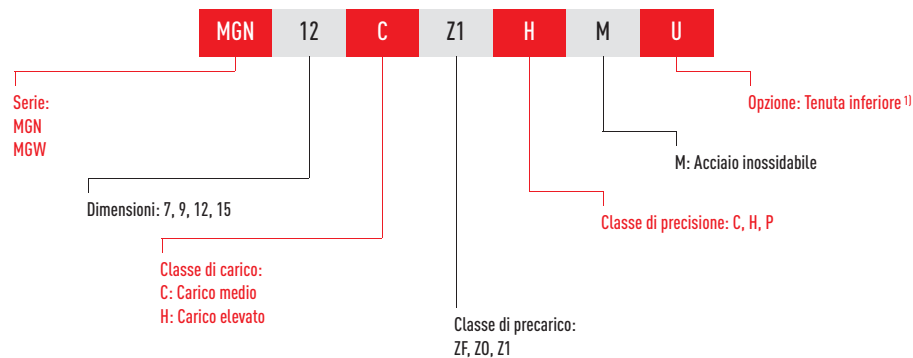 MGN 12 C Z1 H M U
Serie:
MGN
MGW
Opzione: Tenuta inferiore 1)
M: Acciaio inossidabile
Dimensioni: 7, 9, 12, 15
Classe di precisione: C, H, P
Classe di carico:
C: Carico medio
H: Carico elevato
Classe di precarico:
ZF, Z0, Z1